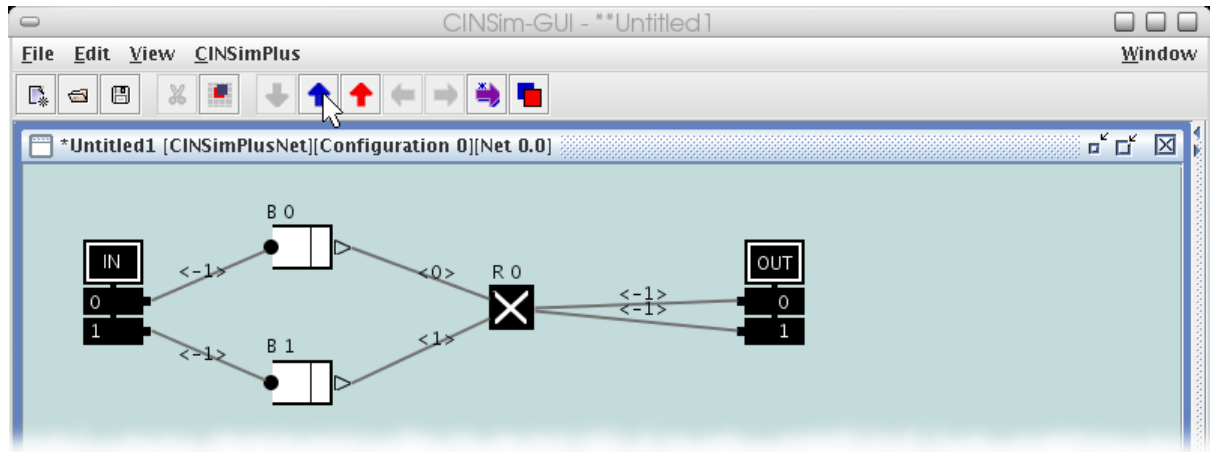 CINSim-GUI - **Untitled1
File Edit View CINSimPlus Window
*Untitled1 [CINSimPlusNet][Configuration 0][Net 0.0]
B 0
IN
<-1>
<0>
R 0
OUT
0
<-1>
0
1
<-1>
1
<-1>
B 1
<1>